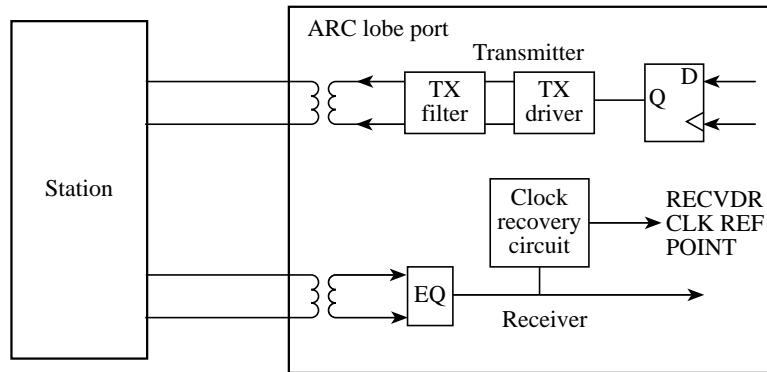 ARC lobe port
Transmitter
TX
filter
TX
driver
D
Q
Station
Clock
recovery
circuit
RECVDR
CLK REF
POINT
EQ
Receiver